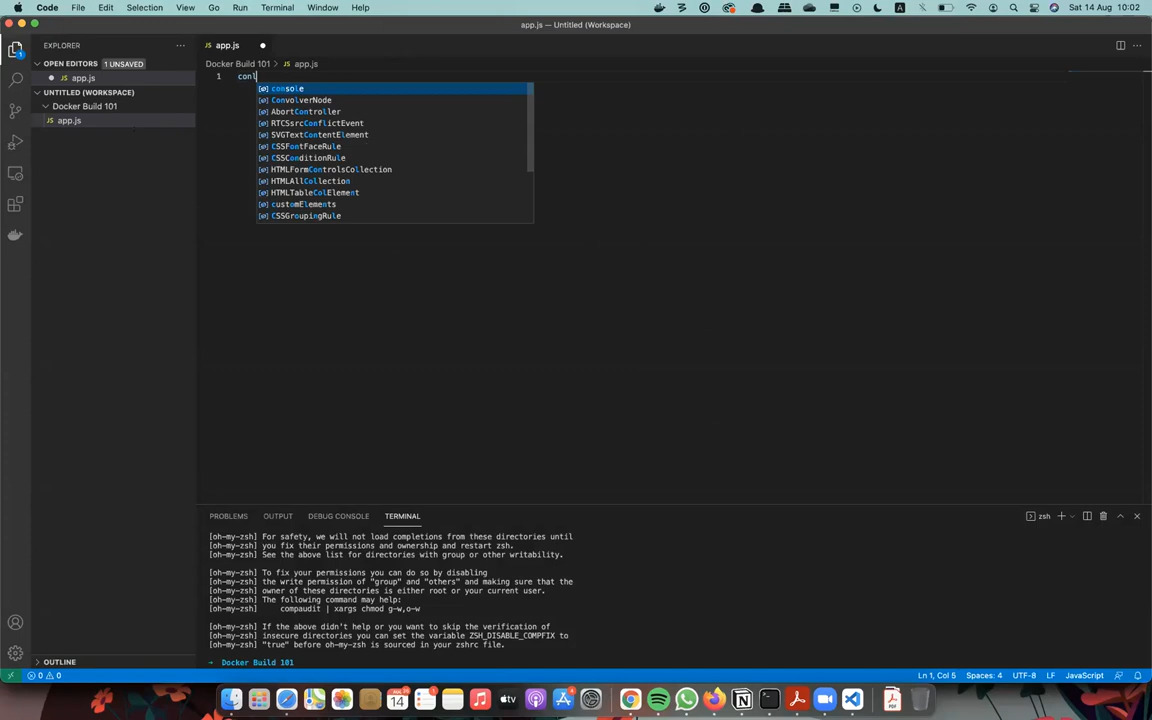 Code File Edit Selection View Go Run Terminal Window Help Sat 14 Aug 10:02
app.js — Untitled (Workspace)
EXPLORER
OPEN EDITORS 1 UNSAVED
app.js
UNTITLED (WORKSPACE)
Docker Build 101
app.js
OUTLINE
app.js
Docker Build 101 > app.js
1 conl
console
ConvolverNode
AbortController
RTCSsrcConflictEvent
SVGTextContentElement
CSSFontFaceRule
CSSConditionRule
HTMLFormControlsCollection
HTMLAllCollection
HTMLTableColElement
customElements
CSSGroupingRule
PROBLEMS OUTPUT DEBUG CONSOLE TERMINAL zsh
[oh-my-zsh] For safety, we will not load completions from these directories until
[oh-my-zsh] you fix their permissions and ownership and restart zsh.
[oh-my-zsh] See the above list for directories with group or other writability.
[oh-my-zsh] To fix your permissions you can do so by disabling
[oh-my-zsh] the write permission of "group" and "others" and making sure that the
[oh-my-zsh] owner of these directories is either root or your current user.
[oh-my-zsh] The following command may help:
[oh-my-zsh] compaudit | xargs chmod g-w,o-w
[oh-my-zsh] If the above didn't help or you want to skip the verification of
[oh-my-zsh] insecure directories you can set the variable ZSH_DISABLE_COMPFIX to
[oh-my-zsh] "true" before oh-my-zsh is sourced in your zshrc file.
→ Docker Build 101
0 0 Ln 1, Col 5 Spaces: 4 UTF-8 LF JavaScript